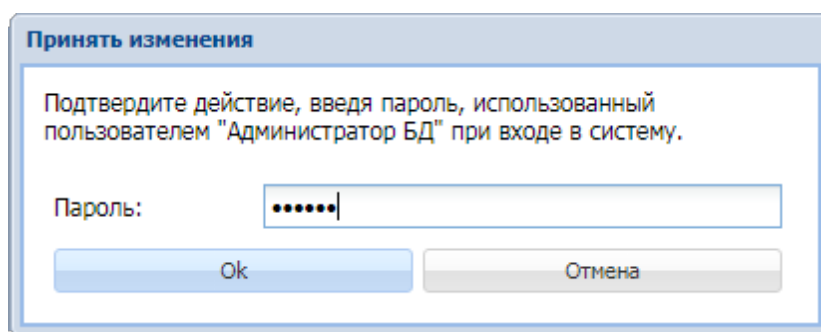 Принять изменения
Подтвердите действие, введя пароль, использованный
пользователем "Администратор БД" при входе в систему.
Пароль: ••••••
Ok Отмена